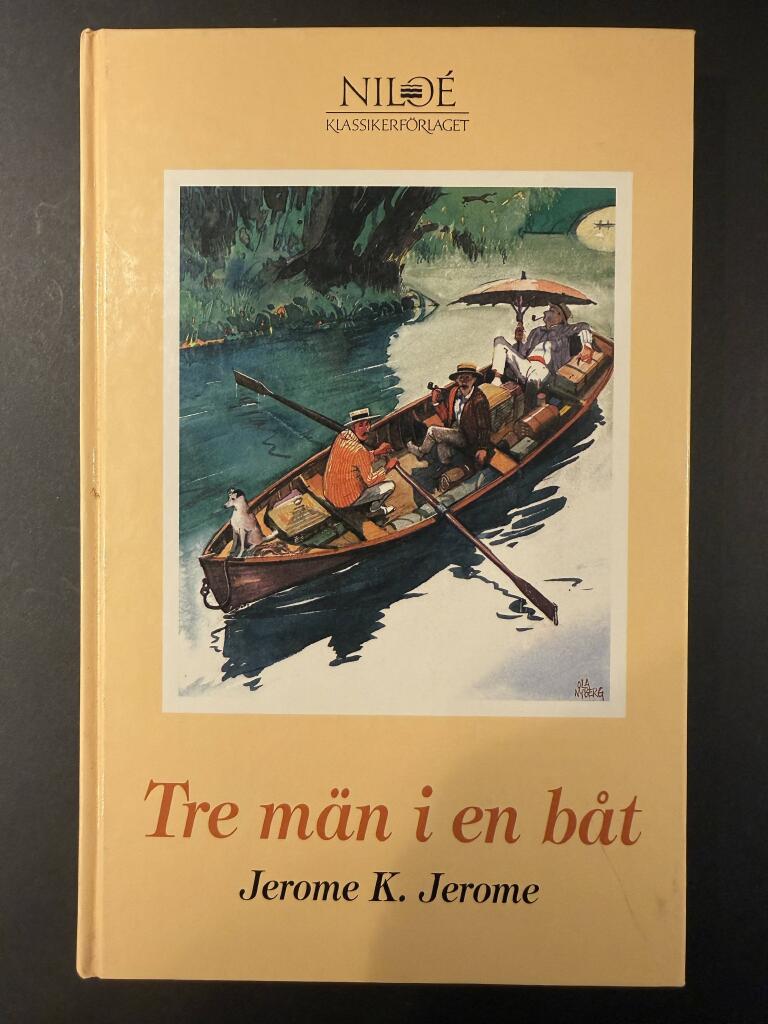 NILOÉ
KLASSIKERFÖRLAGET
OLA
NYBERG
Tre män i en båt
Jerome K. Jerome